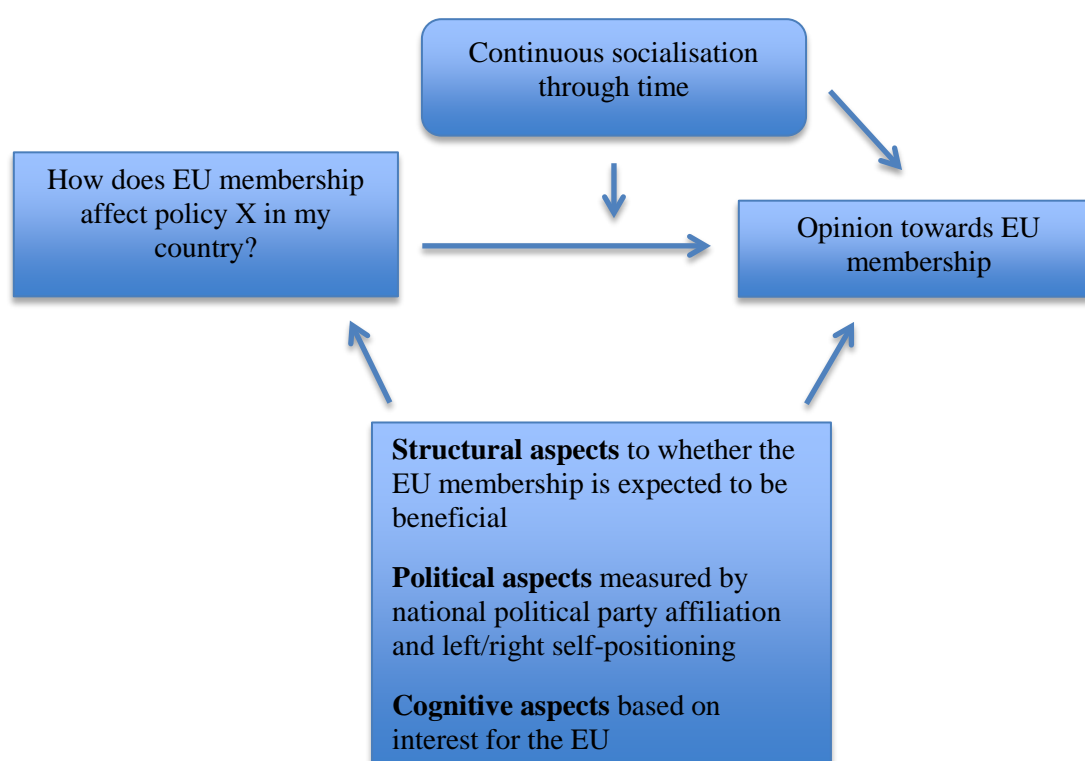 Continuous socialisation
through time
How does EU membership
affect policy X in my
country?
Opinion towards EU
membership
Structural aspects to whether the
EU membership is expected to be
beneficial
Political aspects measured by
national political party affiliation
and left/right self-positioning
Cognitive aspects based on
interest for the EU